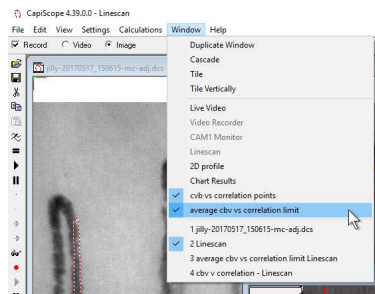 CapiScope 4.39.0.0 - Linescan
File Edit View Settings Calculations Window Help
Record Video Image
jilly-20170517_150615-mc-adj.dcs
Duplicate Window
Cascade
Tile
Tile Vertically
Live Video
Video Recorder
CAM1 Monitor
Linescan
2D profile
Chart Results
cvb vs correlation points
average cbv vs correlation limit
1 jilly-20170517_150615-mc-adj.dcs
2 Linescan
3 average cbv vs correlation limit Linescan
4 cbv v correlation - Linescan